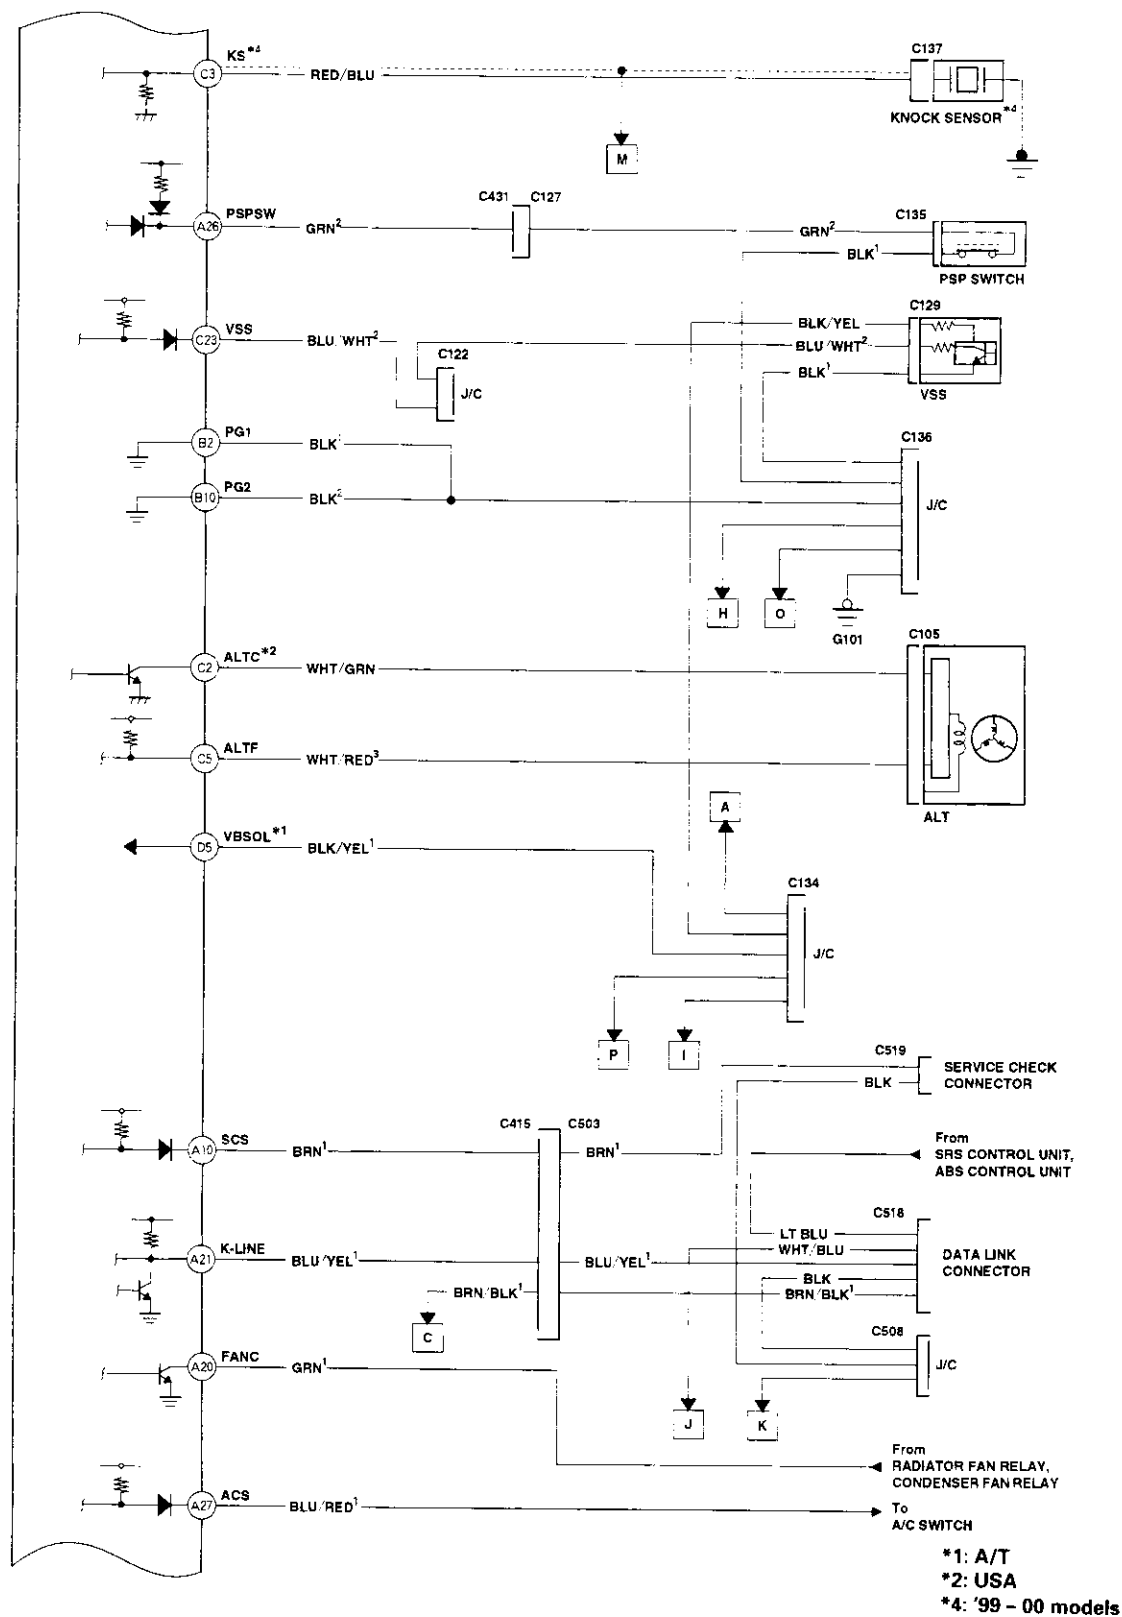 KS*4
C3
RED/BLU
C137
KNOCK SENSOR*4
M
PSPSW
A26
GRN2
C431
C127
GRN2
C135
BLK1
PSP SWITCH
VSS
C23
BLU/WHT2
C122
J/C
BLK/YEL
BLU/WHT2
BLK1
C129
VSS
PG1
B2
BLK1
PG2
B10
BLK2
C136
J/C
H
O
G101
ALTC*2
C2
WHT/GRN
C105
ALTF
C5
WHT/RED3
ALT
A
VBSOL*1
D5
BLK/YEL1
C134
J/C
P
I
C519
BLK
SERVICE CHECK
CONNECTOR
SCS
A10
BRN1
C415
C503
BRN1
From
SRS CONTROL UNIT,
ABS CONTROL UNIT
K-LINE
A21
BLU/YEL1
BLU/YEL1
LT BLU
WHT/BLU
BLK
BRN/BLK1
C518
DATA LINK
CONNECTOR
BRN/BLK1
C
FANC
A20
GRN1
C508
J/C
J
K
From
RADIATOR FAN RELAY,
CONDENSER FAN RELAY
ACS
A27
BLU/RED1
To
A/C SWITCH
*1: A/T
*2: USA
*4: '99 – 00 models